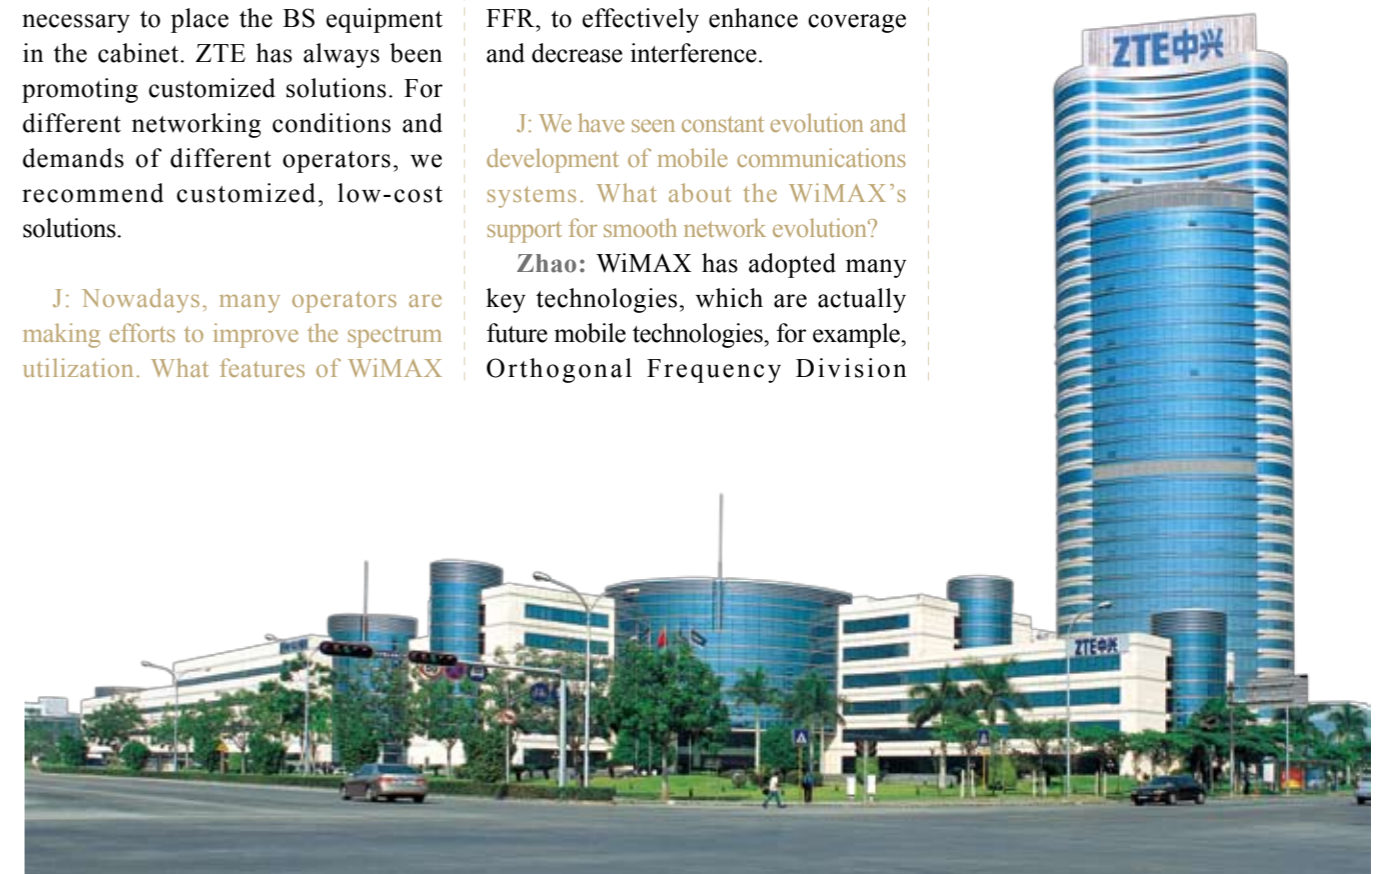 necessary to place the BS equipment
in the cabinet. ZTE has always been
promoting customized solutions. For
different networking conditions and
demands of different operators, we
recommend customized, low-cost
solutions.
J: Nowadays, many operators are
making efforts to improve the spectrum
utilization. What features of WiMAX
FFR, to effectively enhance coverage
and decrease interference.
J: We have seen constant evolution and
development of mobile communications
systems. What about the WiMAX's
support for smooth network evolution?
Zhao: WiMAX has adopted many
key technologies, which are actually
future mobile technologies, for example,
Orthogonal Frequency Division
ZTE中兴
ZTE中兴